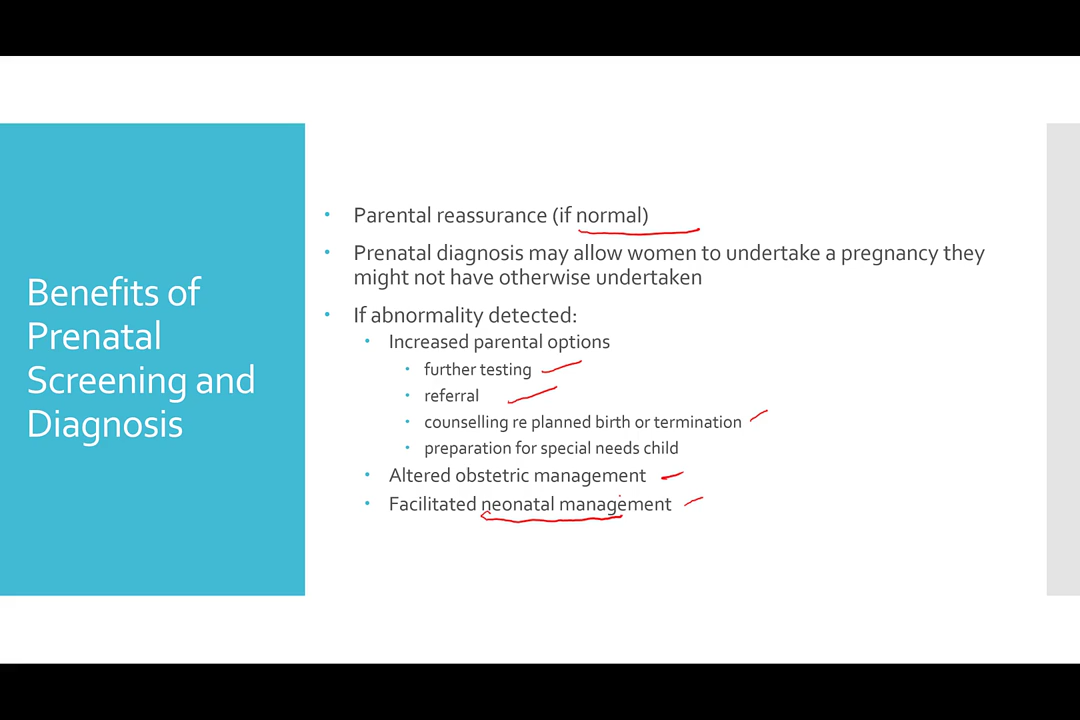 Benefits of
Prenatal
Screening and
Diagnosis
• Parental reassurance (if normal)
• Prenatal diagnosis may allow women to undertake a pregnancy they
might not have otherwise undertaken
• If abnormality detected:
• Increased parental options
• further testing
• referral
• counselling re planned birth or termination
• preparation for special needs child
• Altered obstetric management
• Facilitated neonatal management